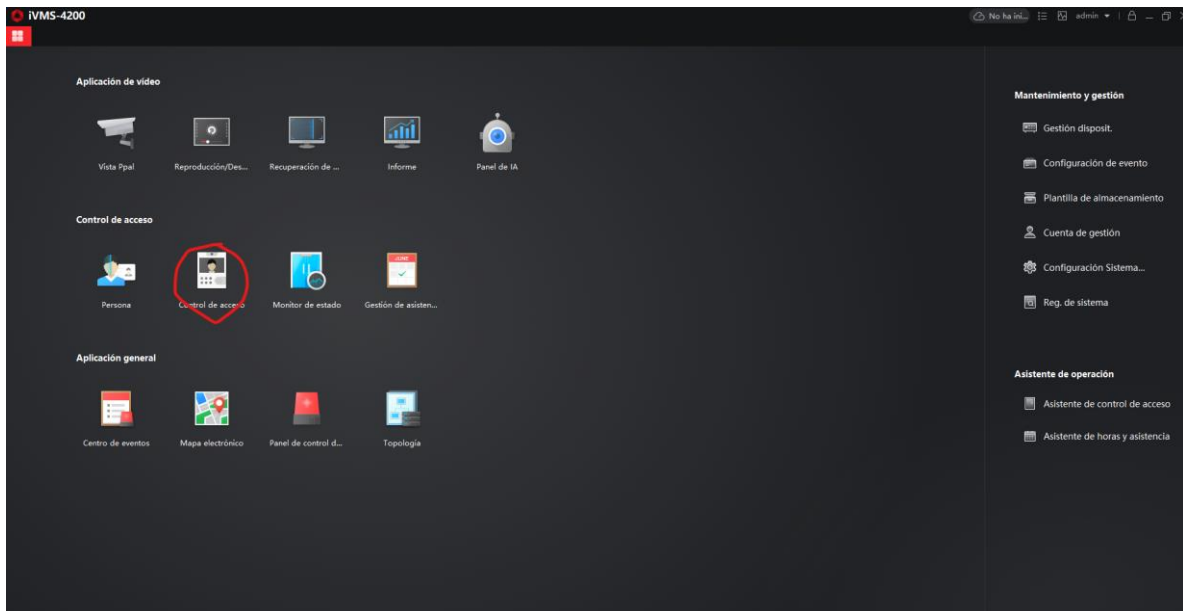 iVMS-4200
No ha ini...
admin
Aplicación de vídeo
Vista Ppal
Reproducción/Des...
Recuperación de ...
Informe
Panel de IA
Control de acceso
Persona
Control de acceso
Monitor de estado
Gestión de asisten...
Aplicación general
Centro de eventos
Mapa electrónico
Panel de control d...
Topología
Mantenimiento y gestión
Gestión disposit.
Configuración de evento
Plantilla de almacenamiento
Cuenta de gestión
Configuración Sistema...
Reg. de sistema
Asistente de operación
Asistente de control de acceso
Asistente de horas y asistencia